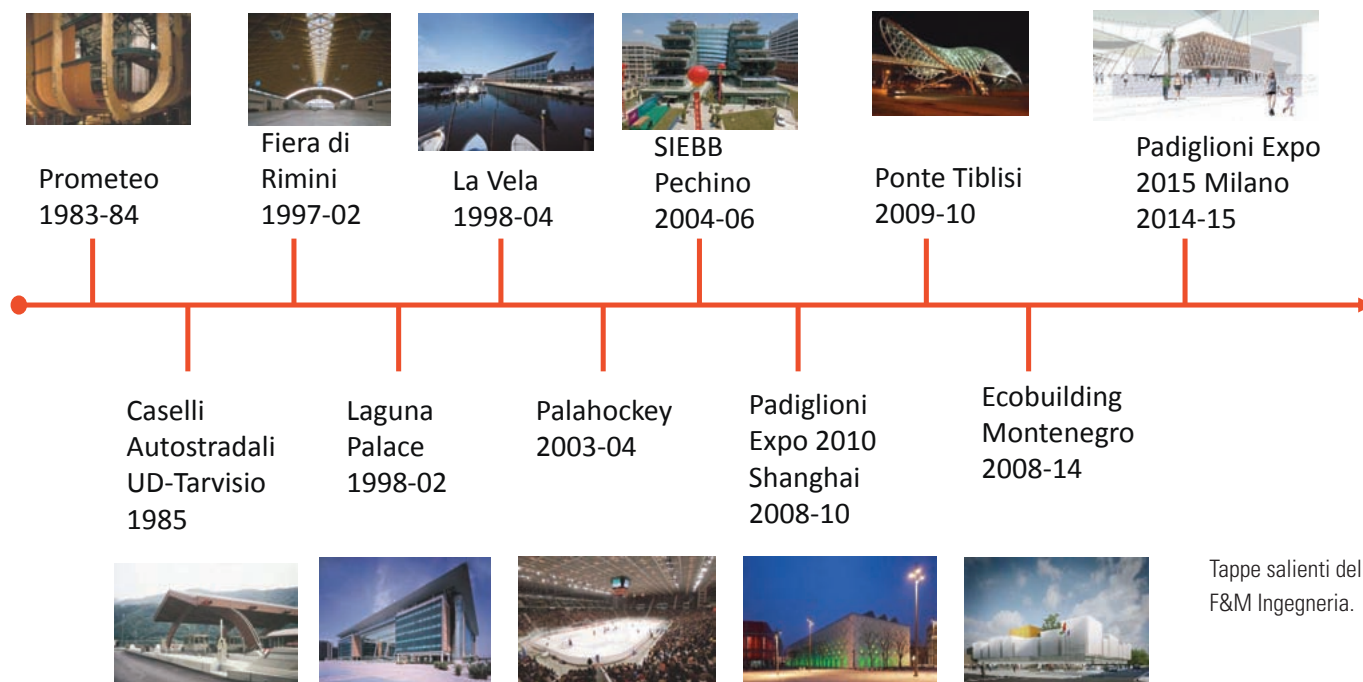 Prometeo
1983-84
Fiera di
Rimini
1997-02
La Vela
1998-04
SIEBB
Pechino
2004-06
Ponte Tiblisi
2009-10
Padiglioni Expo
2015 Milano
2014-15
Caselli
Autostradali
UD-Tarvisio
1985
Laguna
Palace
1998-02
Palahockey
2003-04
Padiglioni
Expo 2010
Shanghai
2008-10
Ecobuilding
Montenegro
2008-14
Tappe salienti del
F&M Ingegneria.